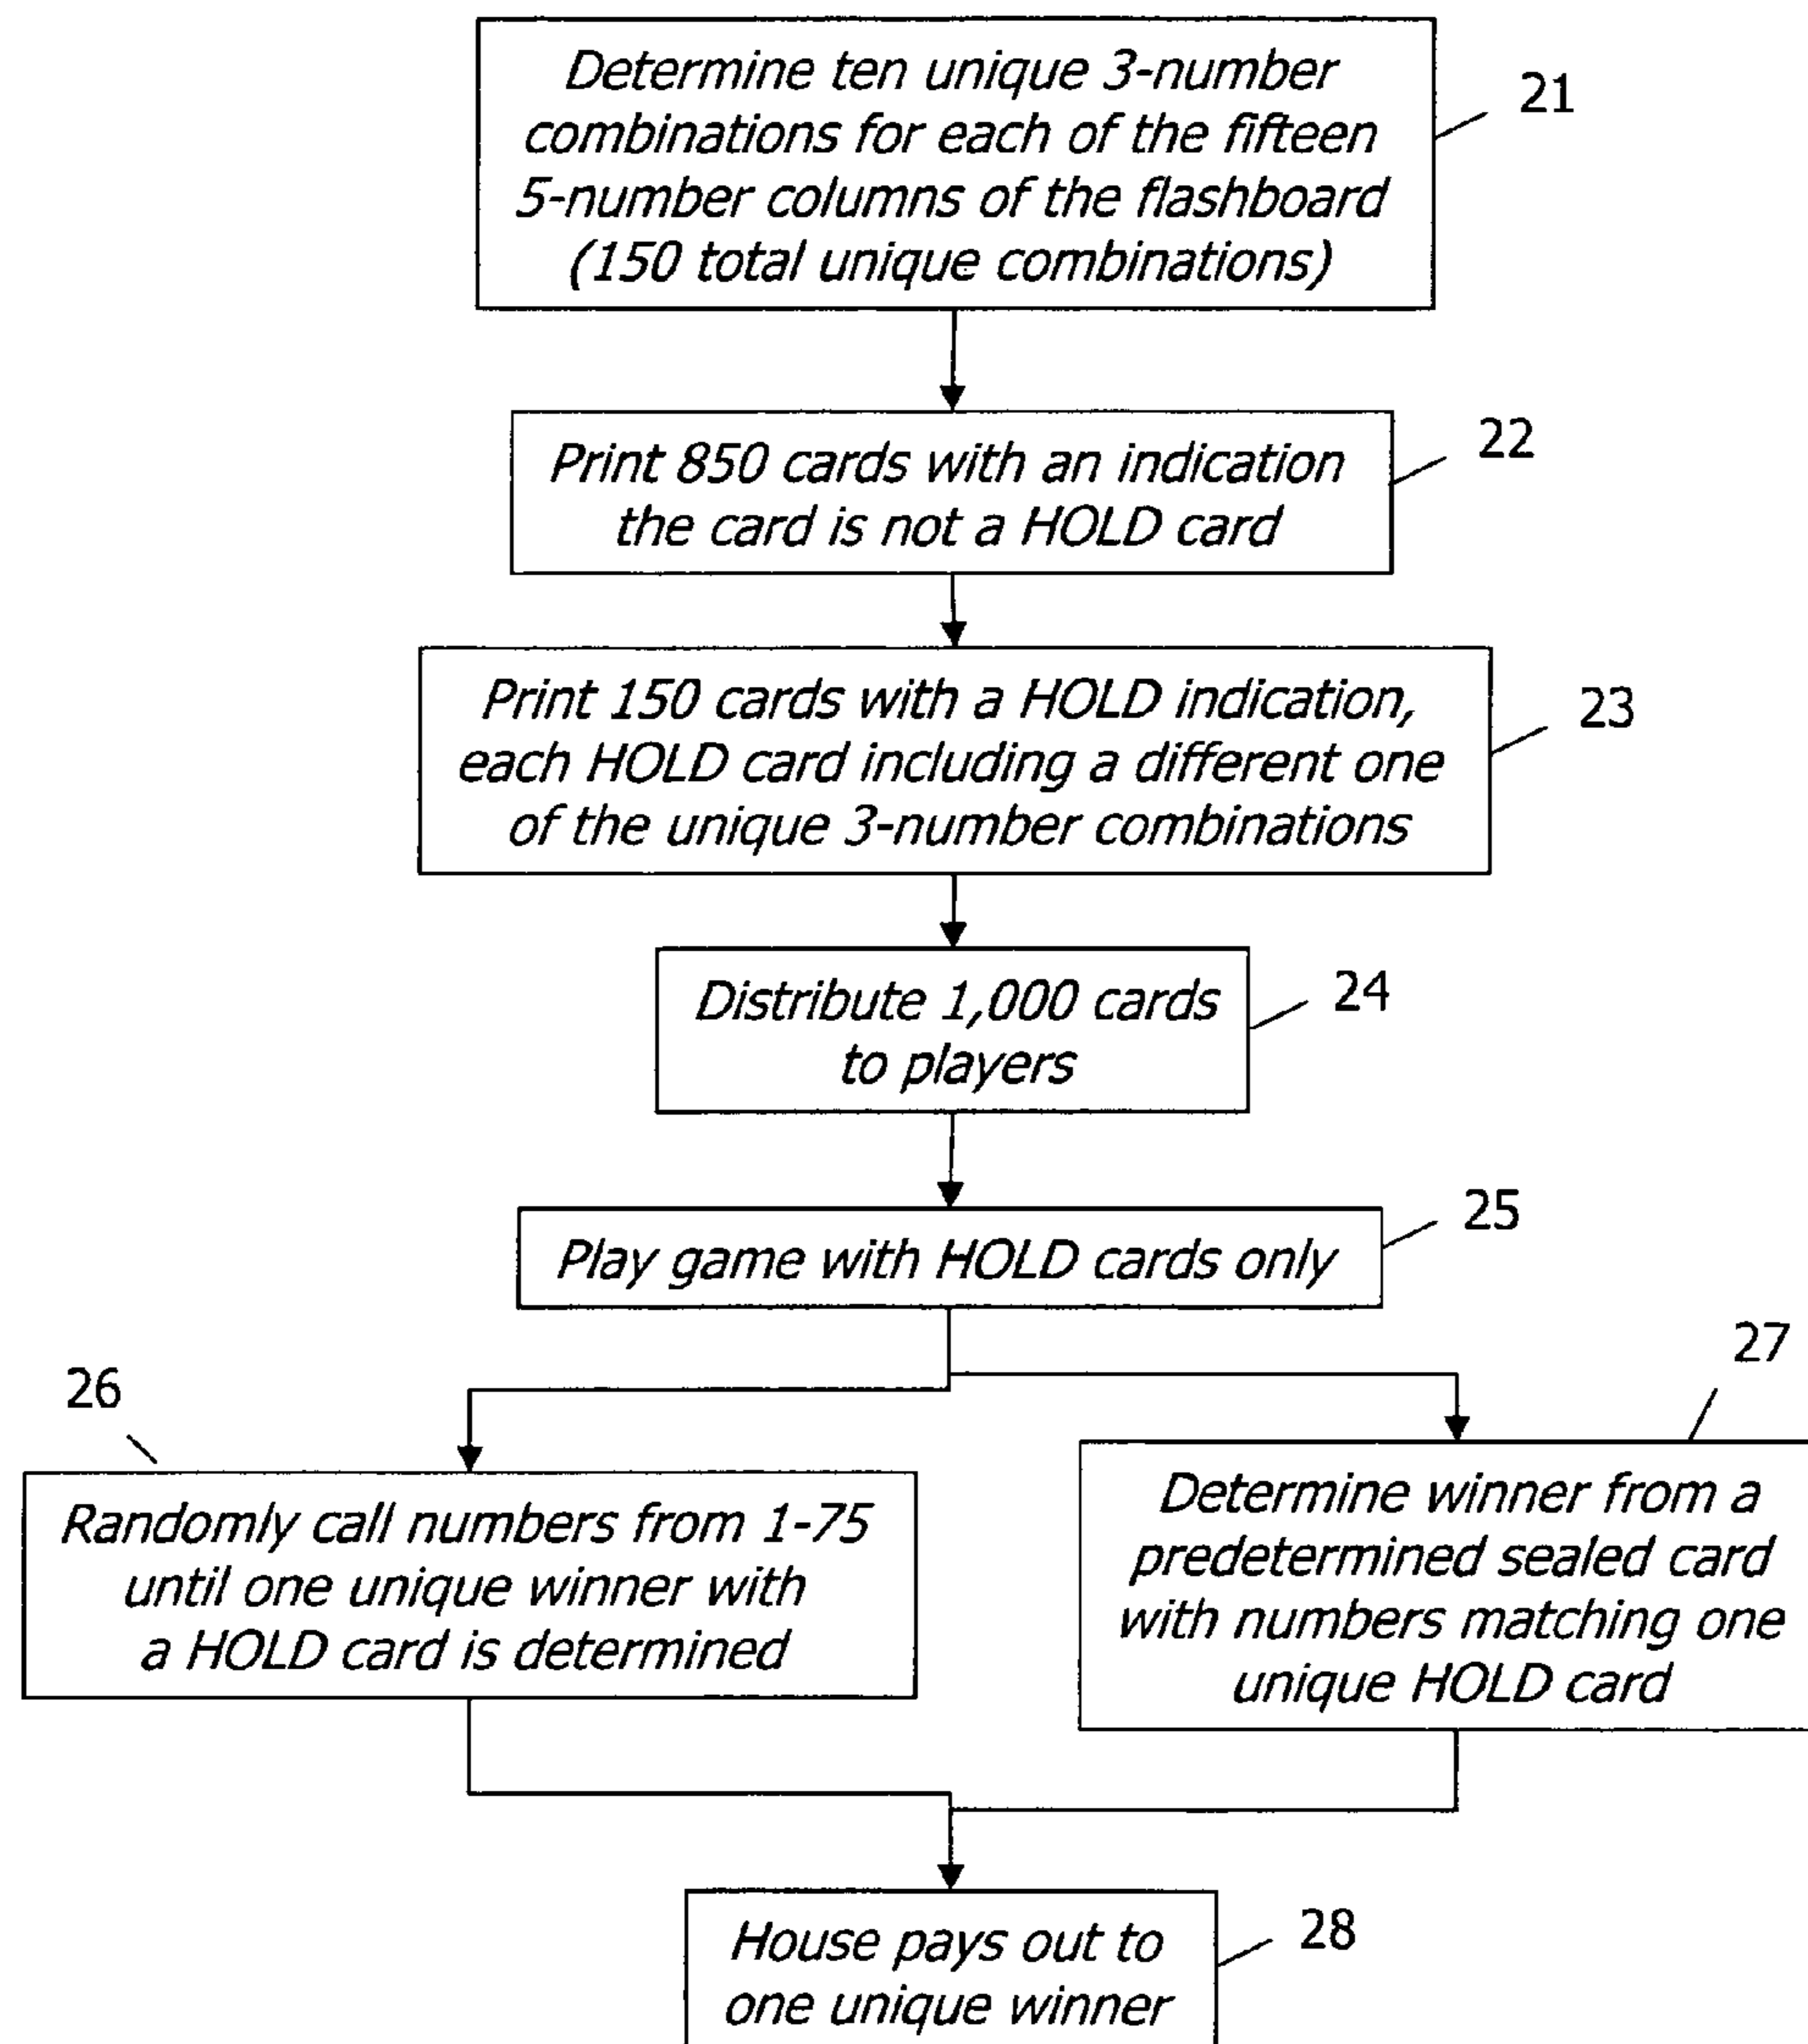 Determine ten unique 3-number
combinations for each of the fifteen
5-number columns of the flashboard
(150 total unique combinations)
21
Print 850 cards with an indication
the card is not a HOLD card
22
Print 150 cards with a HOLD indication,
each HOLD card including a different one
of the unique 3-number combinations
23
Distribute 1,000 cards
to players
24
Play game with HOLD cards only
25
26
Randomly call numbers from 1-75
until one unique winner with
a HOLD card is determined
27
Determine winner from a
predetermined sealed card
with numbers matching one
unique HOLD card
House pays out to
one unique winner
28